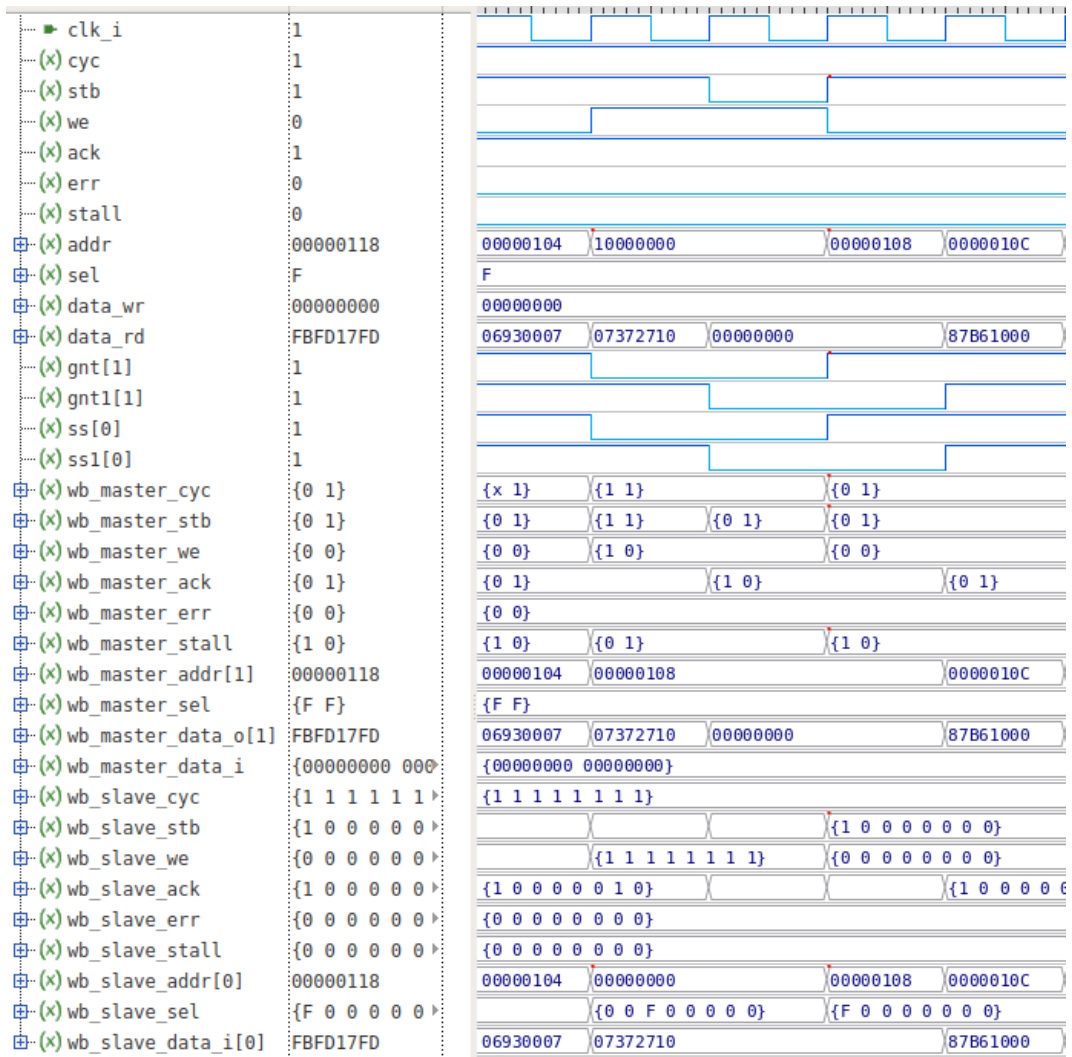 clk_i 1
(x) cyc 1
(x) stb 1
(x) we 0
(x) ack 1
(x) err 0
(x) stall 0
(x) addr 00000118 00000104 10000000 00000108 0000010C
(x) sel F F
(x) data_wr 00000000 00000000
(x) data_rd FBFD17FD 06930007 07372710 00000000 87B61000
(x) gnt[1] 1
(x) gnt1[1] 1
(x) ss[0] 1
(x) ss1[0] 1
(x) wb_master_cyc {0 1} {x 1} {1 1} {0 1}
(x) wb_master_stb {0 1} {0 1} {1 1} {0 1} {0 1}
(x) wb_master_we {0 0} {0 0} {1 0} {0 0}
(x) wb_master_ack {0 1} {0 1} {1 0} {0 1}
(x) wb_master_err {0 0} {0 0}
(x) wb_master_stall {1 0} {1 0} {0 1} {1 0}
(x) wb_master_addr[1] 00000118 00000104 00000108 0000010C
(x) wb_master_sel {F F} {F F}
(x) wb_master_data_o[1] FBFD17FD 06930007 07372710 00000000 87B61000
(x) wb_master_data_i {00000000 000 {00000000 00000000}
(x) wb_slave_cyc {1 1 1 1 1 1 {1 1 1 1 1 1 1 1}
(x) wb_slave_stb {1 0 0 0 0 0 {1 0 0 0 0 0 0 0}
(x) wb_slave_we {0 0 0 0 0 0 {1 1 1 1 1 1 1 1} {0 0 0 0 0 0 0 0}
(x) wb_slave_ack {1 0 0 0 0 0 {1 0 0 0 0 0 1 0} {1 0 0 0 0 0
(x) wb_slave_err {0 0 0 0 0 0 {0 0 0 0 0 0 0 0}
(x) wb_slave_stall {0 0 0 0 0 0 {0 0 0 0 0 0 0 0}
(x) wb_slave_addr[0] 00000118 00000104 00000000 00000108 0000010C
(x) wb_slave_sel {F 0 0 0 0 0 {0 0 F 0 0 0 0 0} {F 0 0 0 0 0 0 0}
(x) wb_slave_data_i[0] FBFD17FD 06930007 07372710 87B61000